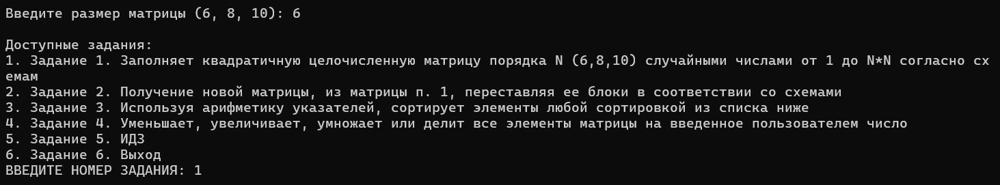 Введите размер матрицы (6, 8, 10): 6
Доступные задания:
1. Задание 1. Заполняет квадратичную целочисленную матрицу порядка N (6,8,10) случайными числами от 1 до N*N согласно сх
емам
2. Задание 2. Получение новой матрицы, из матрицы п. 1, переставляя ее блоки в соответствии со схемами
3. Задание 3. Используя арифметику указателей, сортирует элементы любой сортировкой из списка ниже
4. Задание 4. Уменьшает, увеличивает, умножает или делит все элементы матрицы на введенное пользователем число
5. Задание 5. ИДЗ
6. Задание 6. Выход
ВВЕДИТЕ НОМЕР ЗАДАНИЯ: 1